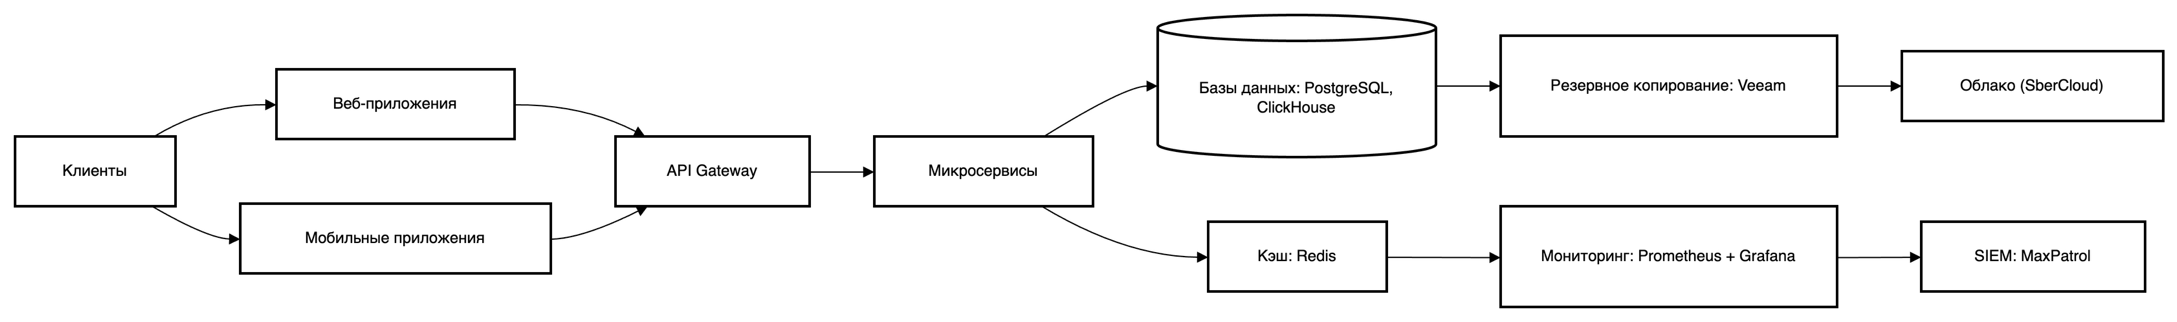 Клиенты
Веб-приложения
Мобильные приложения
API Gateway
Микросервисы
Базы данных: PostgreSQL,
ClickHouse
Кэш: Redis
Резервное копирование: Veeam
Мониторинг: Prometheus + Grafana
Облако (SberCloud)
SIEM: MaxPatrol